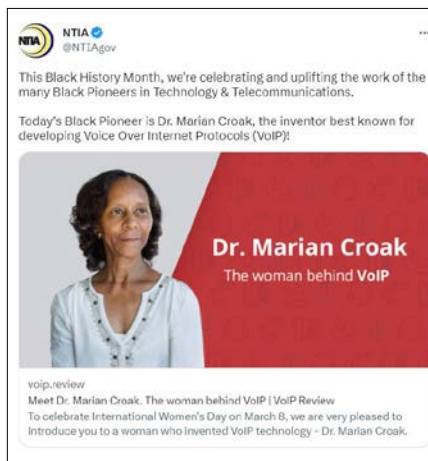 NTIA
NTIA
@NTIAgov
This Black History Month, we're celebrating and uplifting the work of the
many Black Pioneers in Technology & Telecommunications.
Today's Black Pioneer is Dr. Marian Croak, the inventor best known for
developing Voice Over Internet Protocols (VoIP)!
Dr. Marian Croak
The woman behind VoIP
voip.review
Meet Dr. Marian Croak. The woman behind VoIP | VoIP Review
To celebrate International Women's Day on March 8, we are very pleased to
introduce you to a woman who invented VoIP technology - Dr. Marian Croak.